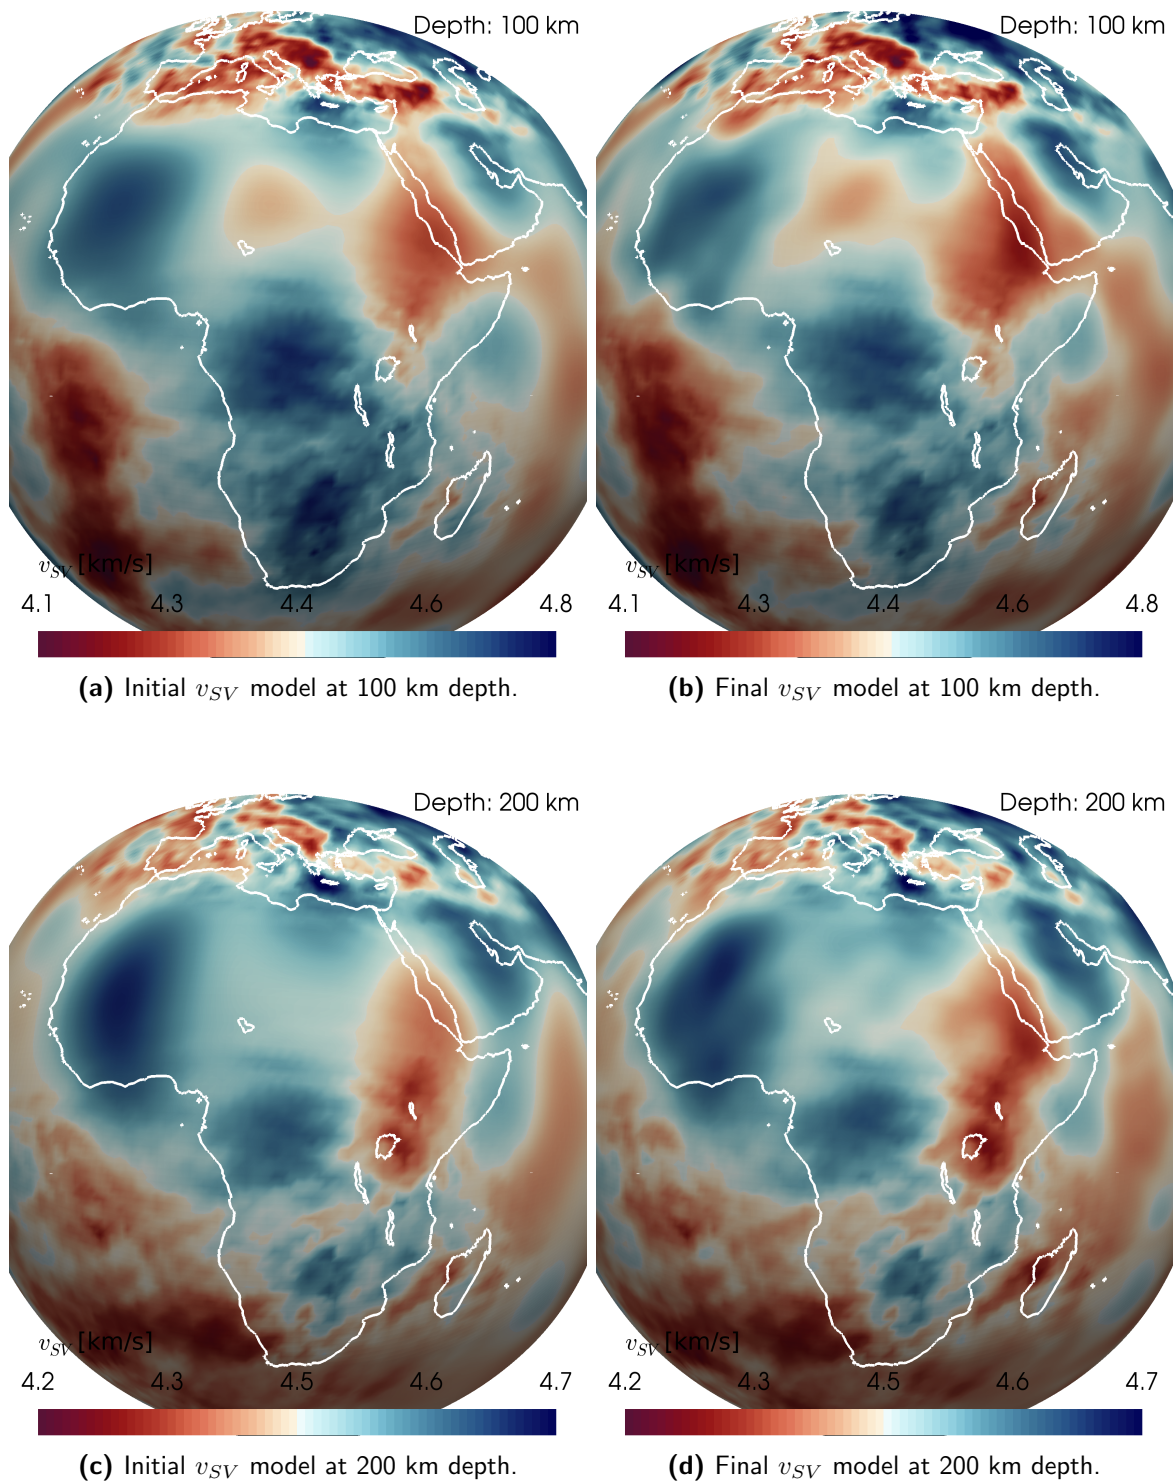 Depth: 100 km
Depth: 100 km
v_SV [km/s]
v_SV [km/s]
4.1 4.3 4.4 4.6 4.8
4.1 4.3 4.4 4.6 4.8
(a) Initial v_SV model at 100 km depth.
(b) Final v_SV model at 100 km depth.
Depth: 200 km
Depth: 200 km
v_SV [km/s]
v_SV [km/s]
4.2 4.3 4.5 4.6 4.7
4.2 4.3 4.5 4.6 4.7
(c) Initial v_SV model at 200 km depth.
(d) Final v_SV model at 200 km depth.